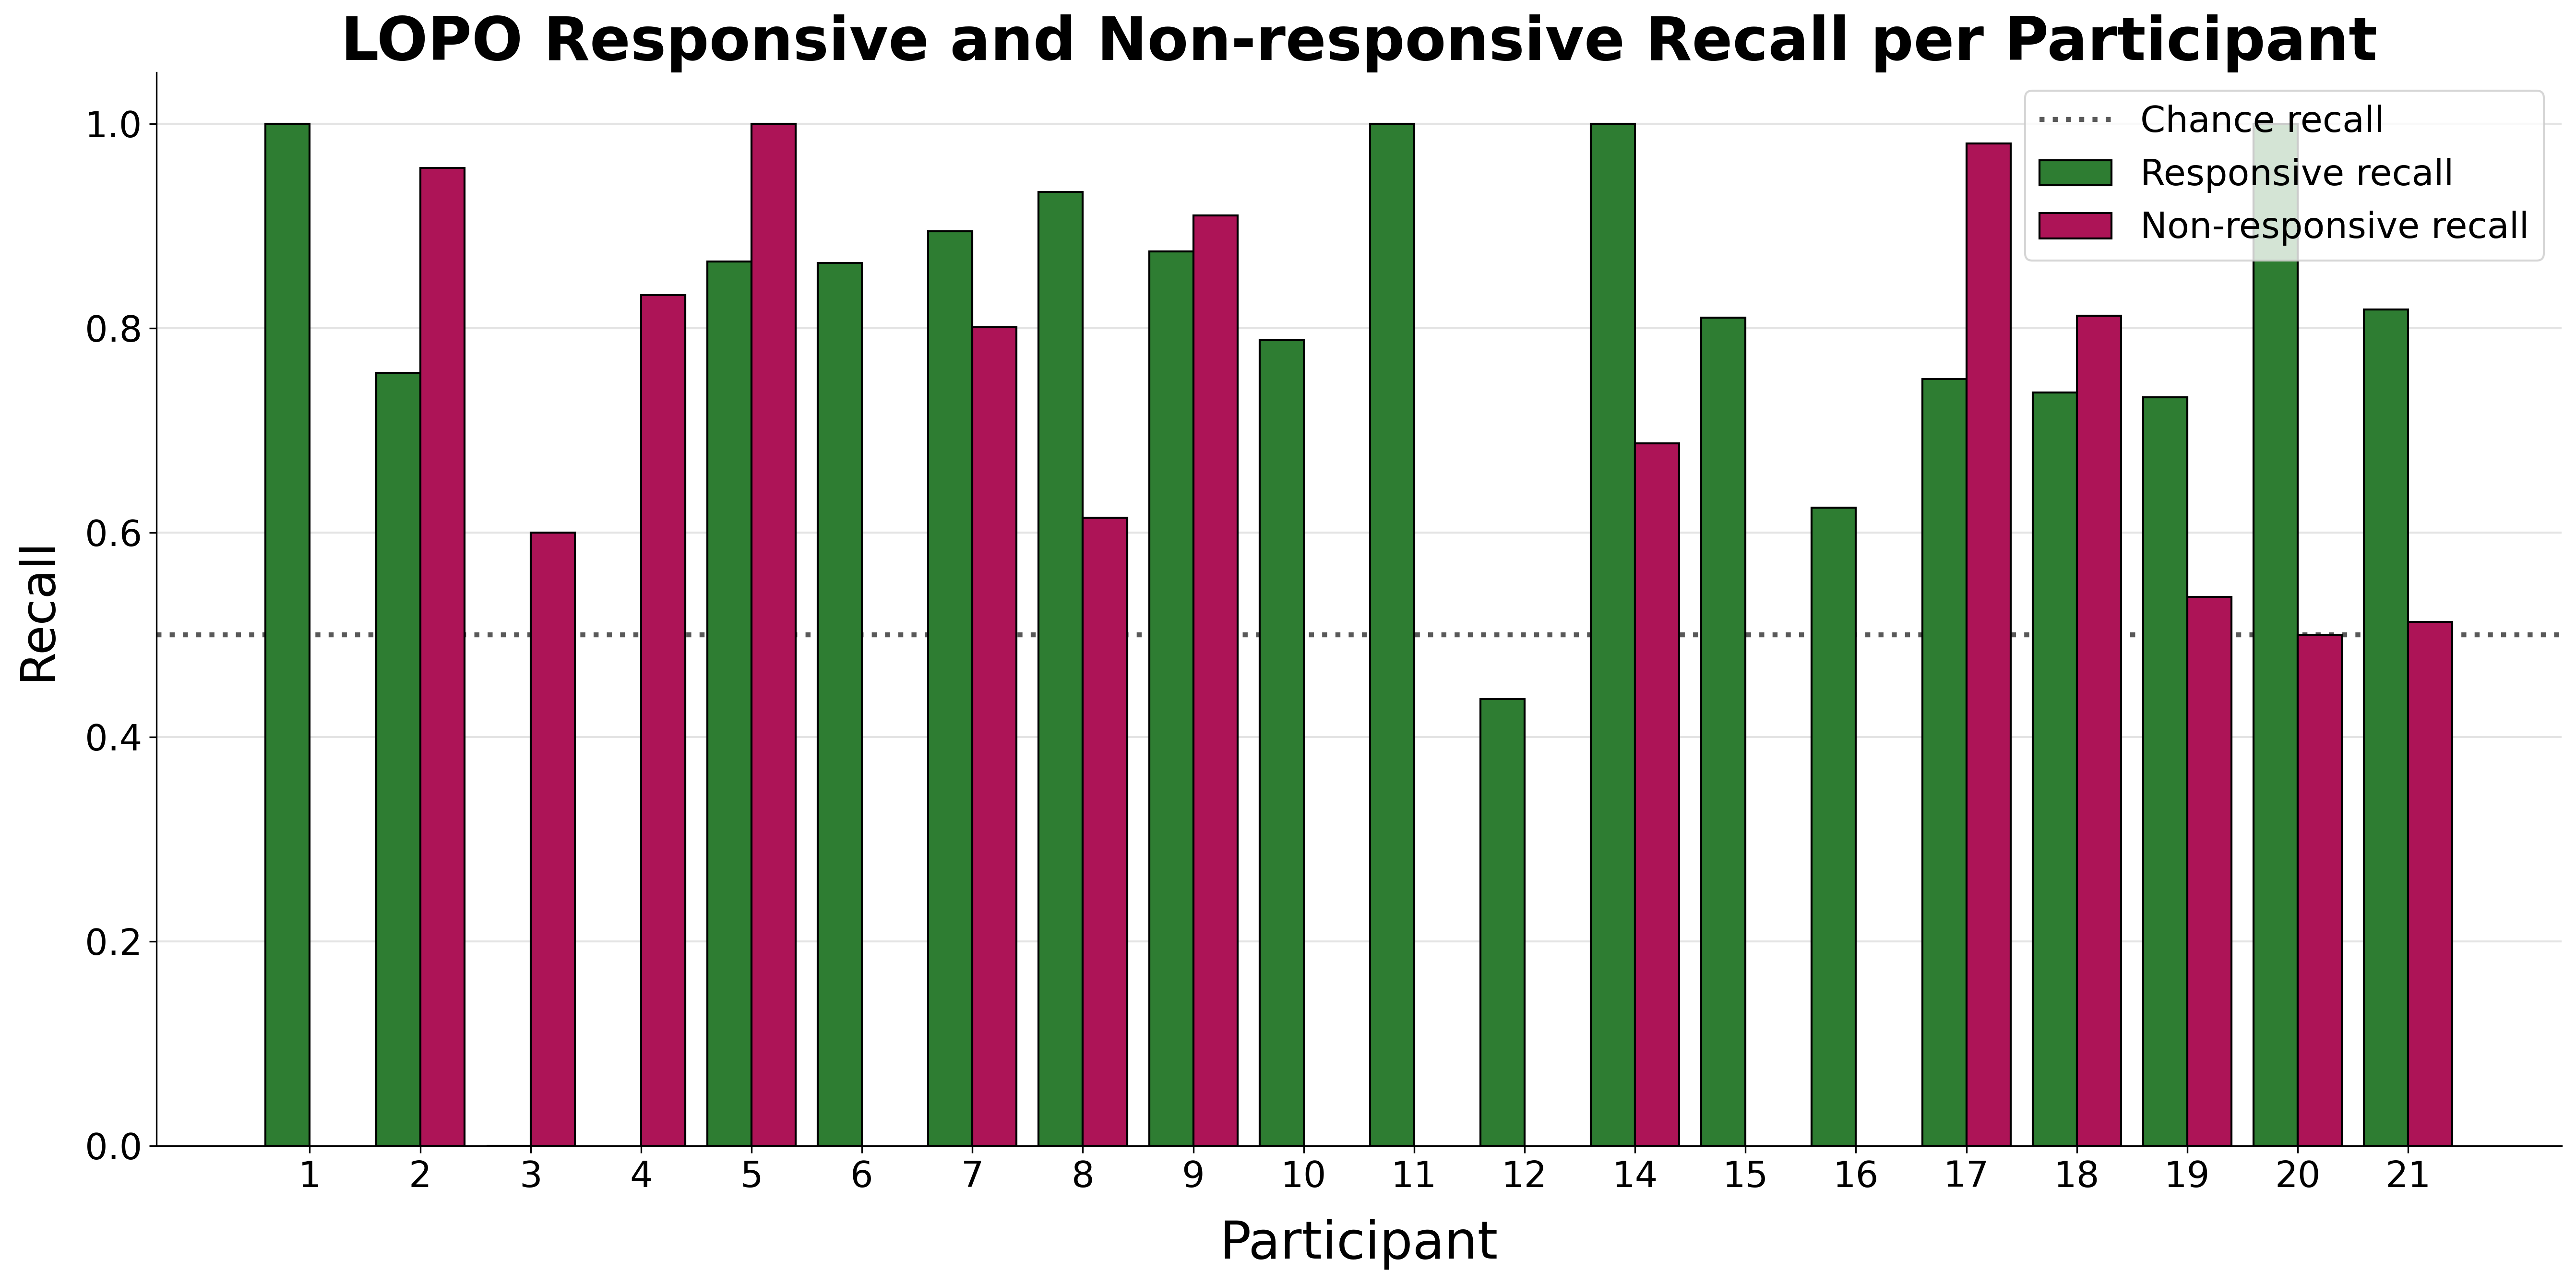 LOPO Responsive and Non-responsive Recall per Participant
Chance recall
Responsive recall
Non-responsive recall
Recall
1.0
0.8
0.6
0.4
0.2
0.0
1 2 3 4 5 6 7 8 9 10 11 12 14 15 16 17 18 19 20 21
Participant